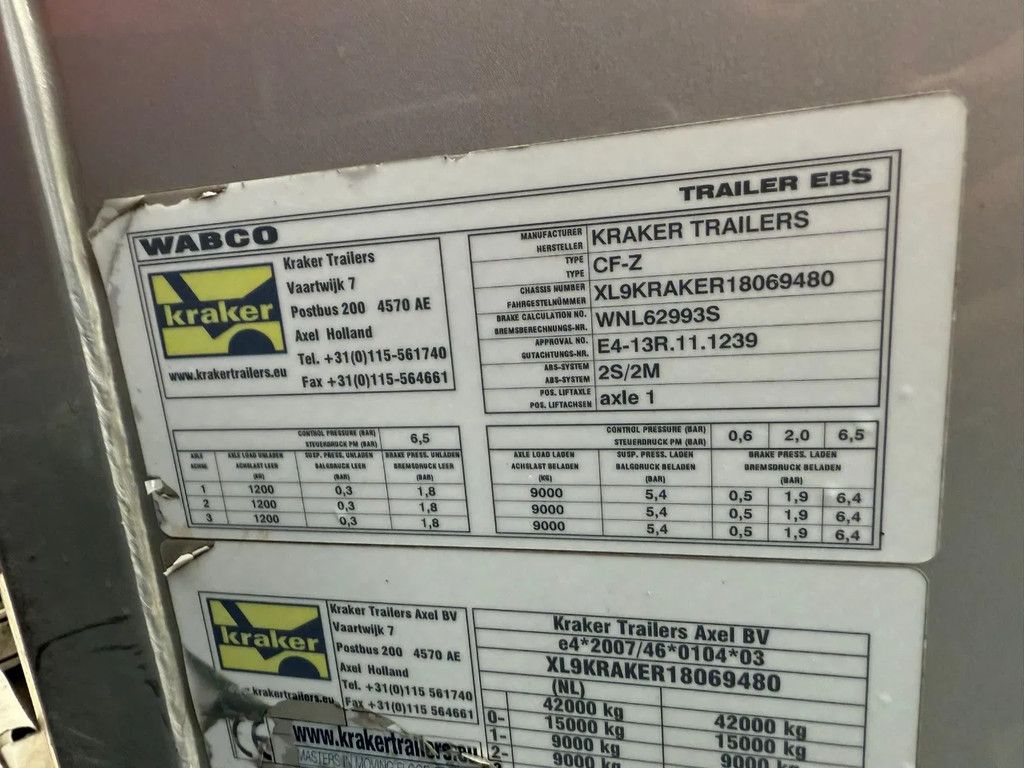 WABCO
TRAILER EBS
kraker
www.krakertrailers.eu
Kraker Trailers
Vaartwijk 7
Postbus 200 4570 AE
Axel Holland
Tel. +31(0)115-561740
Fax +31(0)115-564661
MANUFACTURER
HERSTELLER
KRAKER TRAILERS
TYPE
TYPE
CF-Z
CHASSIS NUMBER
FAHRGESTELNÜMMER
XL9KRAKER18069480
BRAKE CALCULATION NO.
BREMSBERECHNUNGS-NR.
WNL62993S
APPROVAL NO.
GUTACHTUNGS-NR.
E4-13R.11.1239
ABS-SYSTEM
ABS-SYSTEM
2S/2M
POS. LIFTAXLE
POS. LIFTACHSEN
axle 1
CONTROL PRESSURE (BAR)
STEUERDRUCK PM (BAR)
6,5
AXLE AXLE LOAD UNLADEN SUSP. PRESS. UNLADEN BRAKE PRESS. UNLADEN
ACHSE ACHSLAST LEER BALGDRUCK LEER BREMSDRUCK LEER
(KG) (BAR) (BAR)
1 1200 0,3 1,8
2 1200 0,3 1,8
3 1200 0,3 1,8
CONTROL PRESSURE (BAR)
STEUERDRUCK PM (BAR)
0,6 2,0 6,5
AXLE LOAD LADEN SUSP. PRESS. LADEN BRAKE PRESS. LADEN
ACHSLAST BELADEN BALGDRUCK BELADEN BREMSDRUCK BELADEN
(KG) (BAR) (BAR)
9000 5,4 0,5 1,9 6,4
9000 5,4 0,5 1,9 6,4
9000 5,4 0,5 1,9 6,4
kraker
krakertrailers.eu
Kraker Trailers Axel BV
Vaartwijk 7
Postbus 200 4570 AE
Axel Holland
Tel. +31(0)115 561740
Fax +31(0)115 564661
www.krakertrailers.eu
MASTERS IN MOVING
Kraker Trailers Axel BV
e4*2007/46*0104*03
XL9KRAKER18069480
(NL)
42000 kg 42000 kg
0- 15000 kg 15000 kg
1- 9000 kg 9000 kg
2- 9000 kg